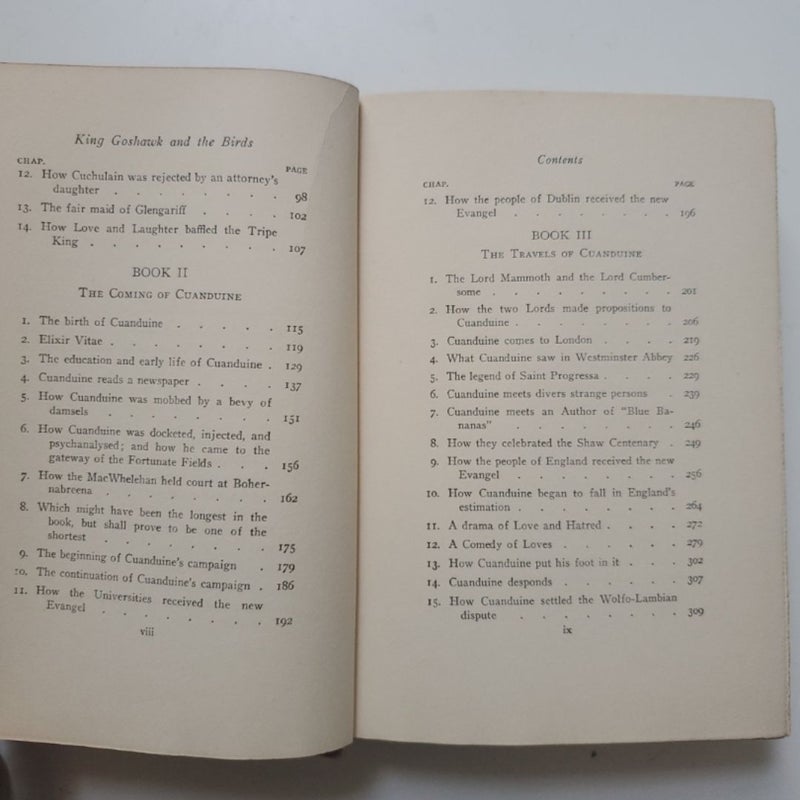 King Goshawk and the Birds
CHAP. PAGE
12. How Cuchulain was rejected by an attorney's
daughter . . . . . . . 98
13. The fair maid of Glengariff . . . . 102
14. How Love and Laughter baffled the Tripe
King . . . . . . . . 107
BOOK II
THE COMING OF CUANDUINE
1. The birth of Cuanduine . . . . . 115
2. Elixir Vitae . . . . . . . 119
3. The education and early life of Cuanduine . 129
4. Cuanduine reads a newspaper . . . . 137
5. How Cuanduine was mobbed by a bevy of
damsels . . . . . . . . 151
6. How Cuanduine was docketed, injected, and
psychanalysed; and how he came to the
gateway of the Fortunate Fields . . . 156
7. How the MacWhelehan held court at Boher-
nabreena . . . . . . . 162
8. Which might have been the longest in the
book, but shall prove to be one of the
shortest . . . . . . . . 175
9. The beginning of Cuanduine's campaign . 179
10. The continuation of Cuanduine's campaign . 186
11. How the Universities received the new
Evangel . . . . . . . . 192
viii
Contents
CHAP. PAGE
12. How the people of Dublin received the new
Evangel . . . . . . . . 196
BOOK III
THE TRAVELS OF CUANDUINE
1. The Lord Mammoth and the Lord Cumber-
some . . . . . . . . . 201
2. How the two Lords made propositions to
Cuanduine . . . . . . . . 206
3. Cuanduine comes to London . . . . 219
4. What Cuanduine saw in Westminster Abbey 226
5. The legend of Saint Progressa . . . . 229
6. Cuanduine meets divers strange persons . . 239
7. Cuanduine meets an Author of "Blue Ba-
nanas" . . . . . . . . 246
8. How they celebrated the Shaw Centenary . 249
9. How the people of England received the new
Evangel . . . . . . . . 256
10. How Cuanduine began to fall in England's
estimation . . . . . . . . 264
11. A drama of Love and Hatred . . . . 272
12. A Comedy of Loves . . . . . . 279
13. How Cuanduine put his foot in it . . . 302
14. Cuanduine desponds . . . . . . 307
15. How Cuanduine settled the Wolfo-Lambian
dispute . . . . . . . . 309
ix